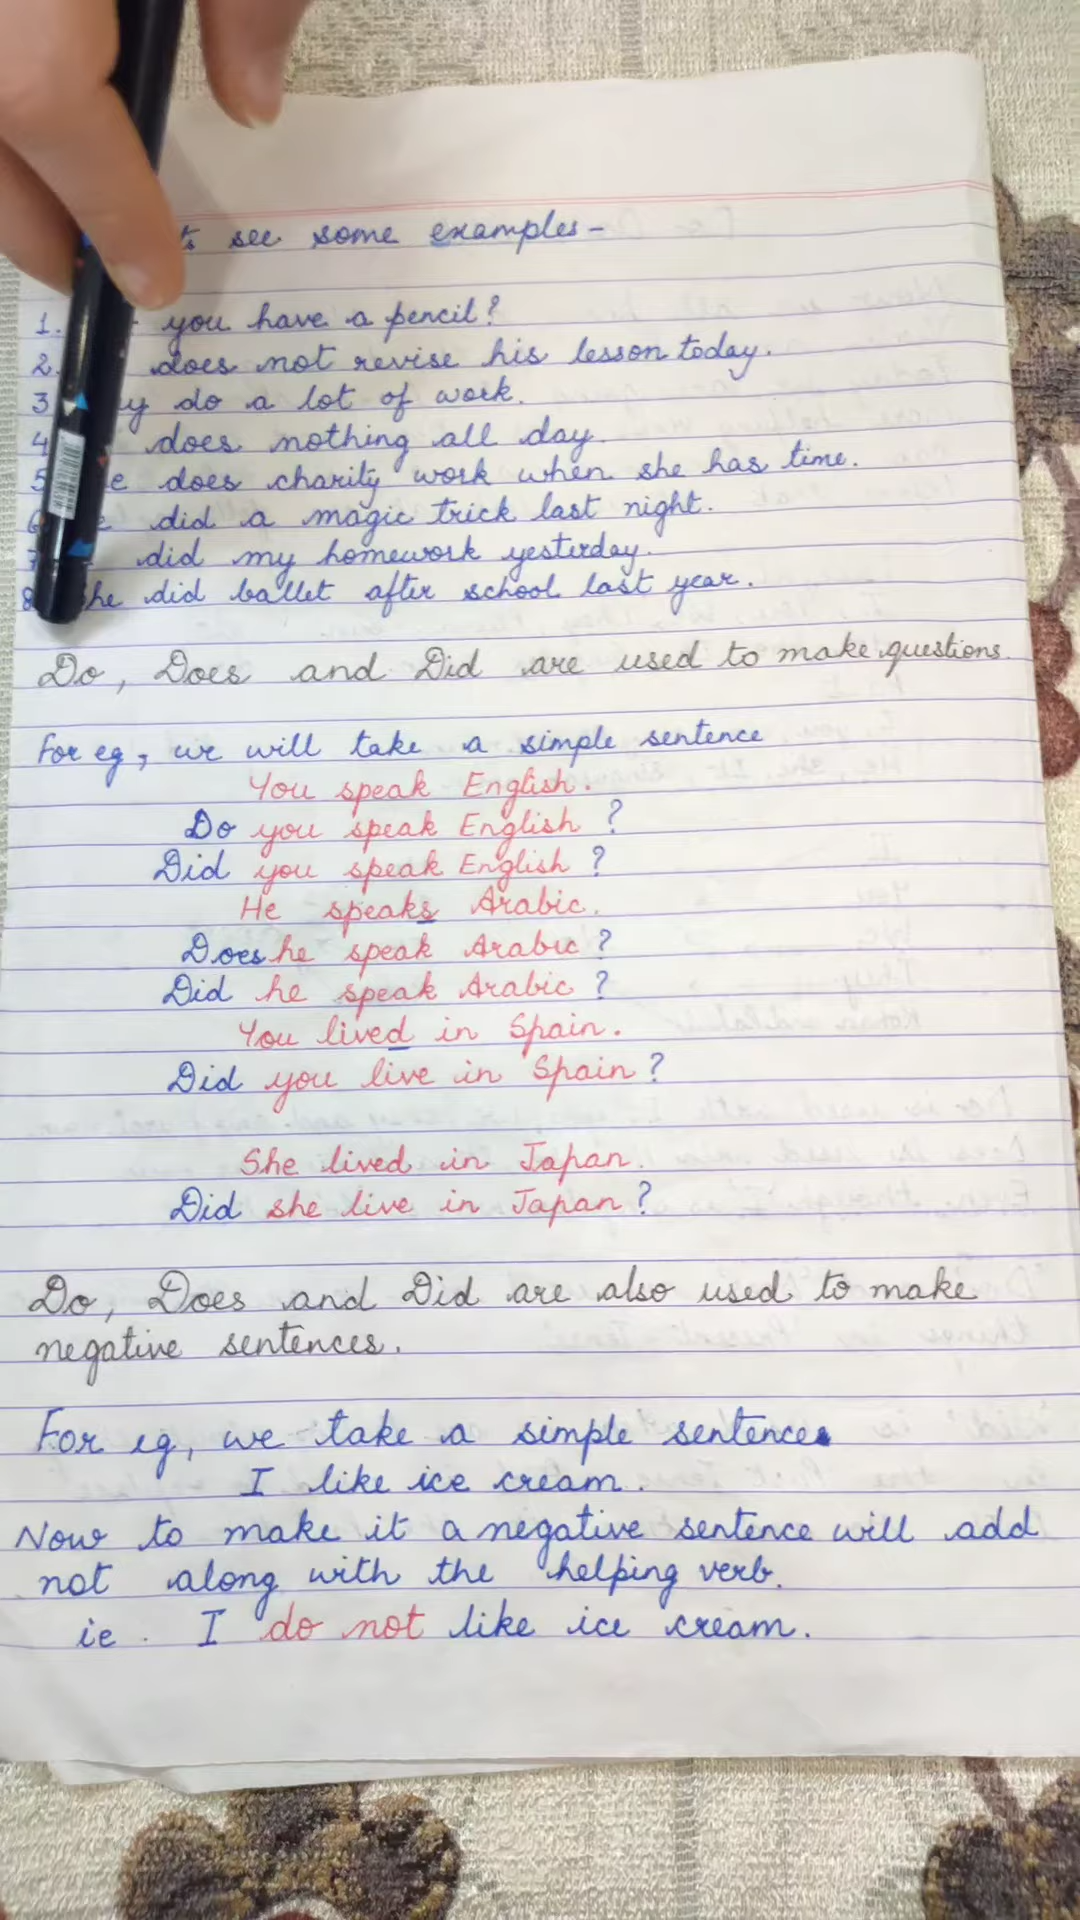 see some examples-
1. you have a pencil?
2. does not revise his lesson today.
3 do a lot of work.
4 does nothing all day.
5 does charity work when she has time.
6 did a magic trick last night.
7 did my homework yesterday.
8 she did ballet after school last year.
Do, Does and Did are used to make questions.
For eg, we will take a simple sentence
You speak English.
Do you speak English ?
Did you speak English ?
He speaks Arabic.
Does he speak Arabic ?
Did he speak Arabic ?
You lived in Spain.
Did you live in Spain ?
She lived in Japan.
Did she live in Japan ?
Do, Does and Did are also used to make
negative sentences.
For eg, we take a simple sentence
I like ice cream.
Now to make it a negative sentence will add
not along with the helping verb.
ie. I do not like ice cream.